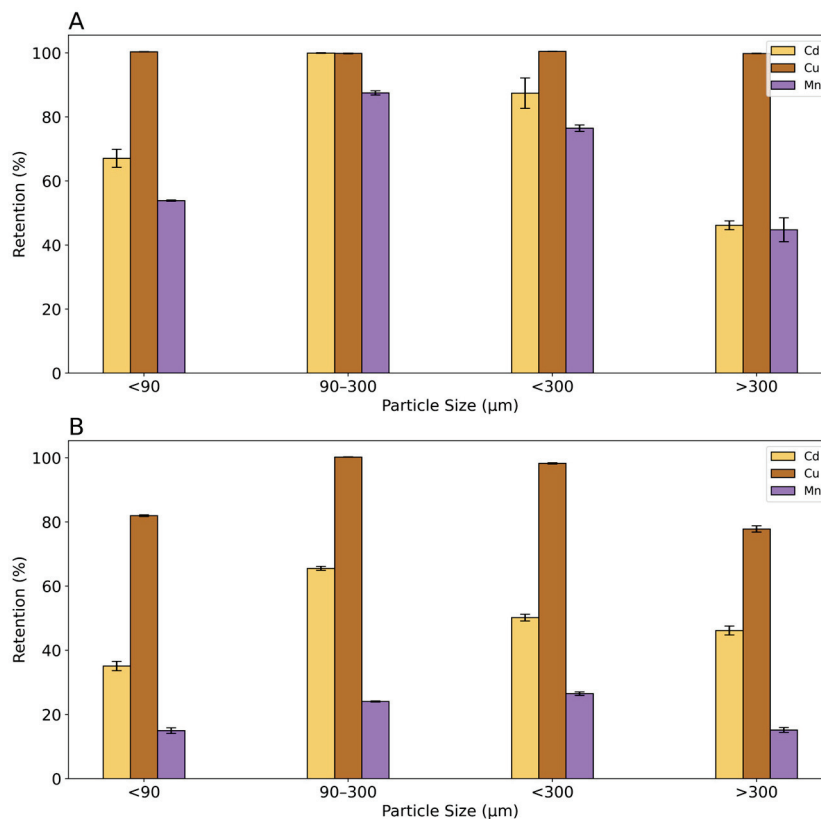 A
100
80
60
40
20
0
Retention (%)
Cd
Cu
Mn
<90
90–300
<300
>300
Particle Size (μm)
B
100
80
60
40
20
0
Retention (%)
Cd
Cu
Mn
<90
90–300
<300
>300
Particle Size (μm)